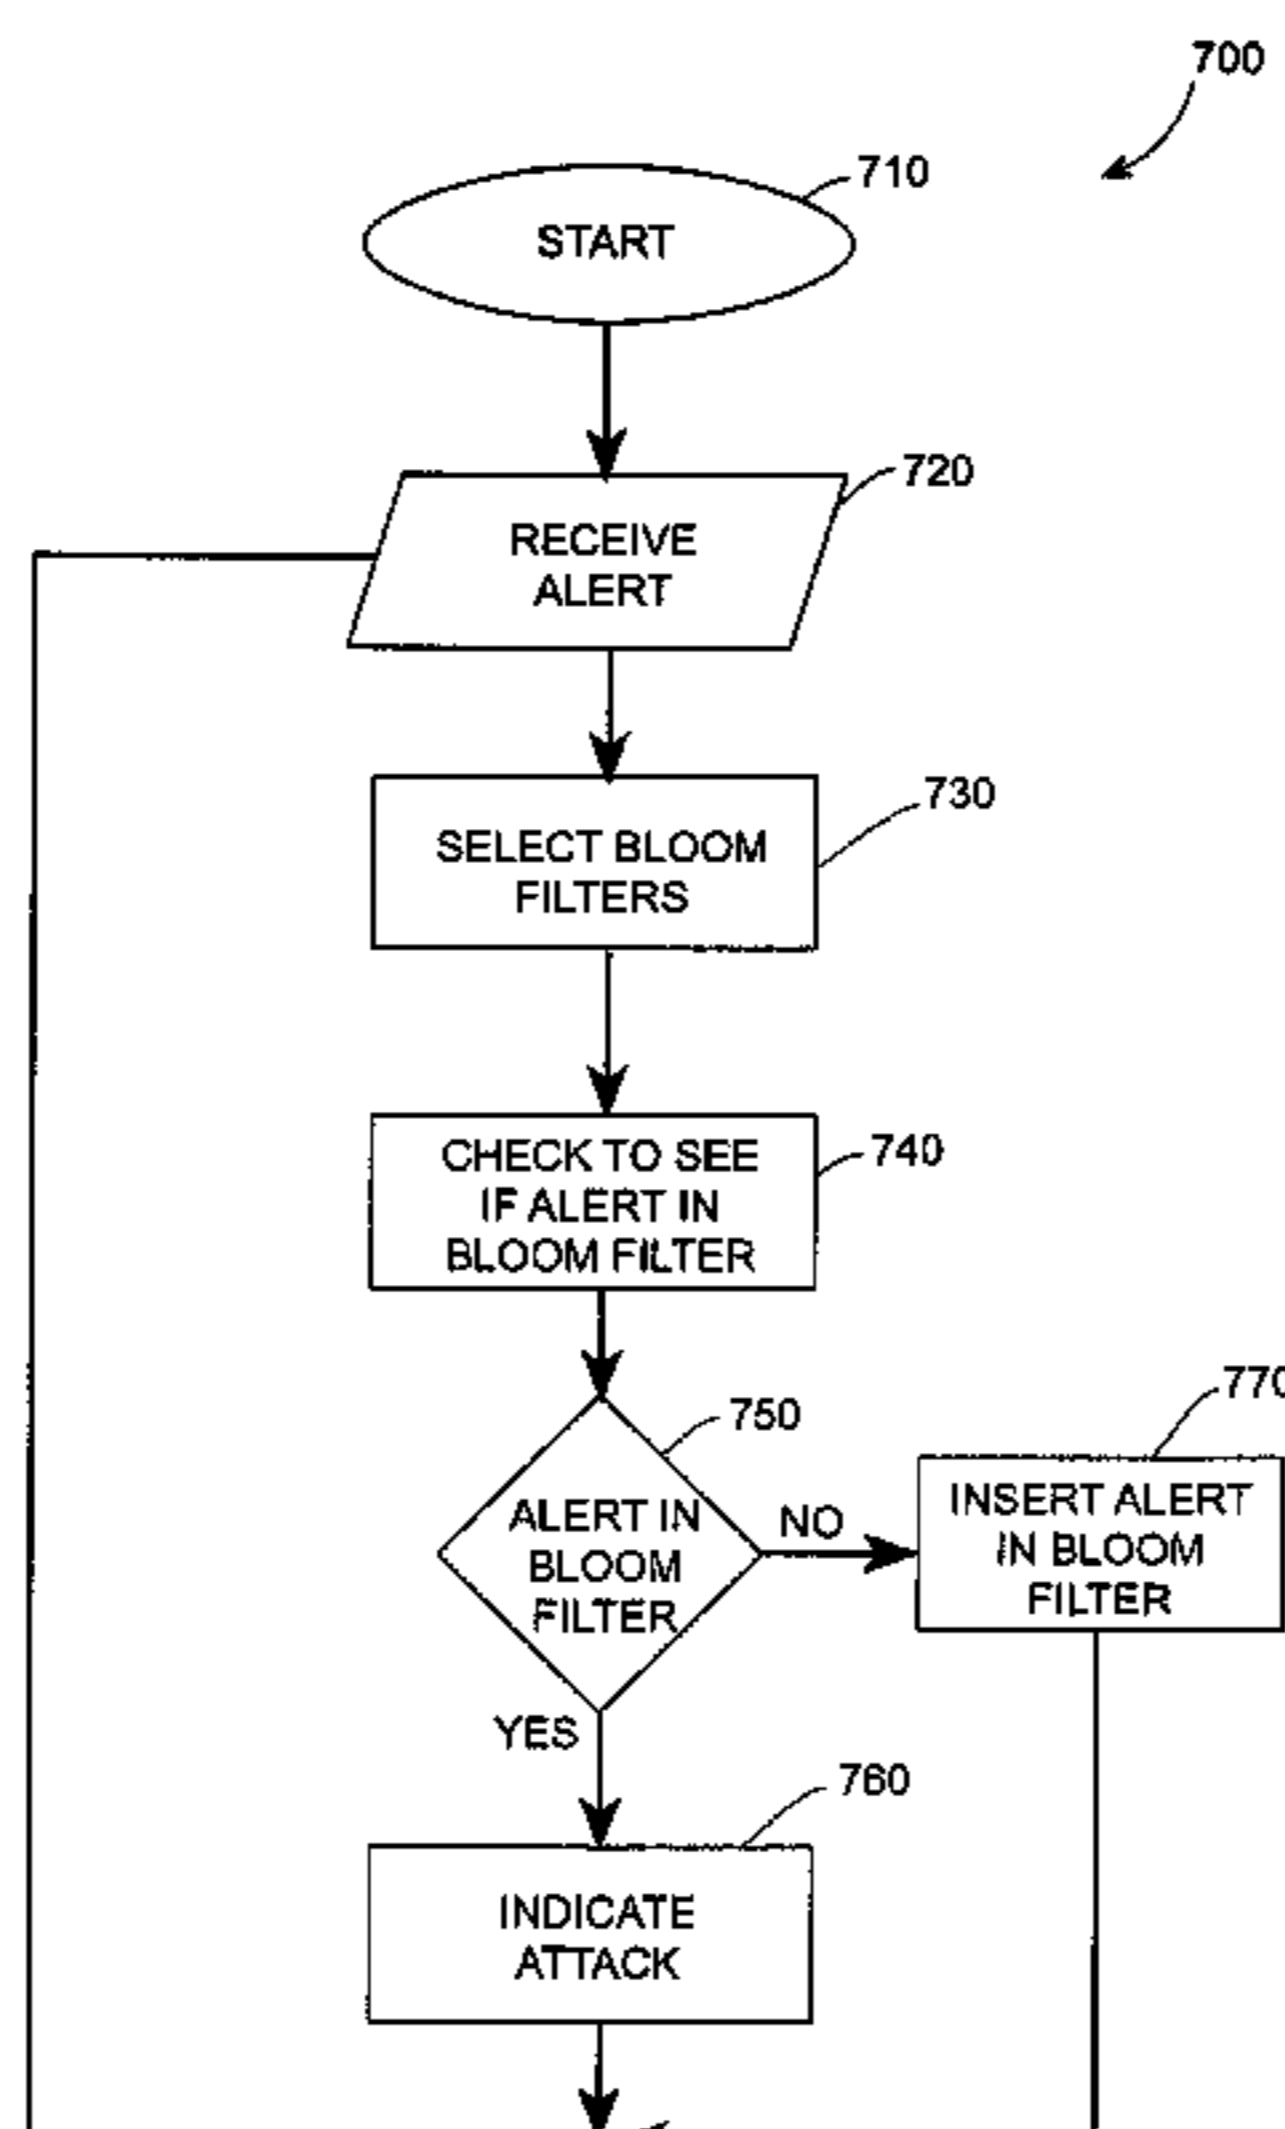 700
710
START
720
RECEIVE
ALERT
730
SELECT BLOOM
FILTERS
740
CHECK TO SEE
IF ALERT IN
BLOOM FILTER
750
770
ALERT IN
BLOOM
FILTER
NO
INSERT ALERT
IN BLOOM
FILTER
YES
760
INDICATE
ATTACK